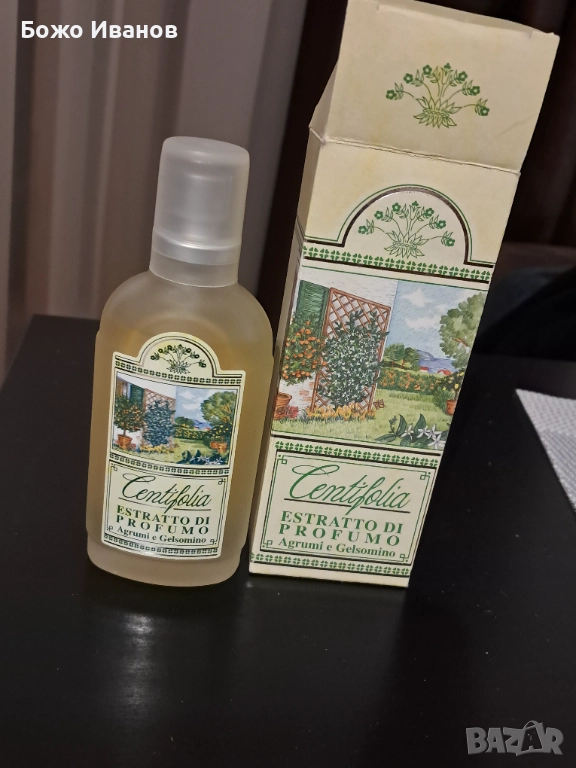 Божо Иванов
Centifolia
ESTRATTO DI
PROFUMO
Agrumi e Gelsomino
Centifolia
ESTRATTO DI
PROFUMO
Agrumi e Gelsomino
BAZAR